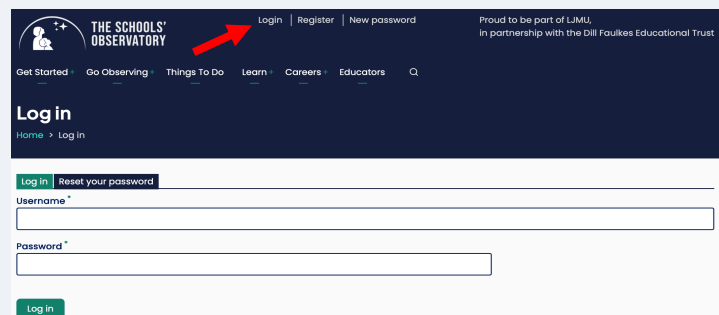 THE SCHOOLS'
OBSERVATORY
Login | Register | New password
Proud to be part of LJMU,
in partnership with the Dill Faulkes Educational Trust
Get Started + Go Observing + Things To Do Learn + Careers + Educators
Log in
Home > Log in
Log in Reset your password
Username *
Password *
Log in